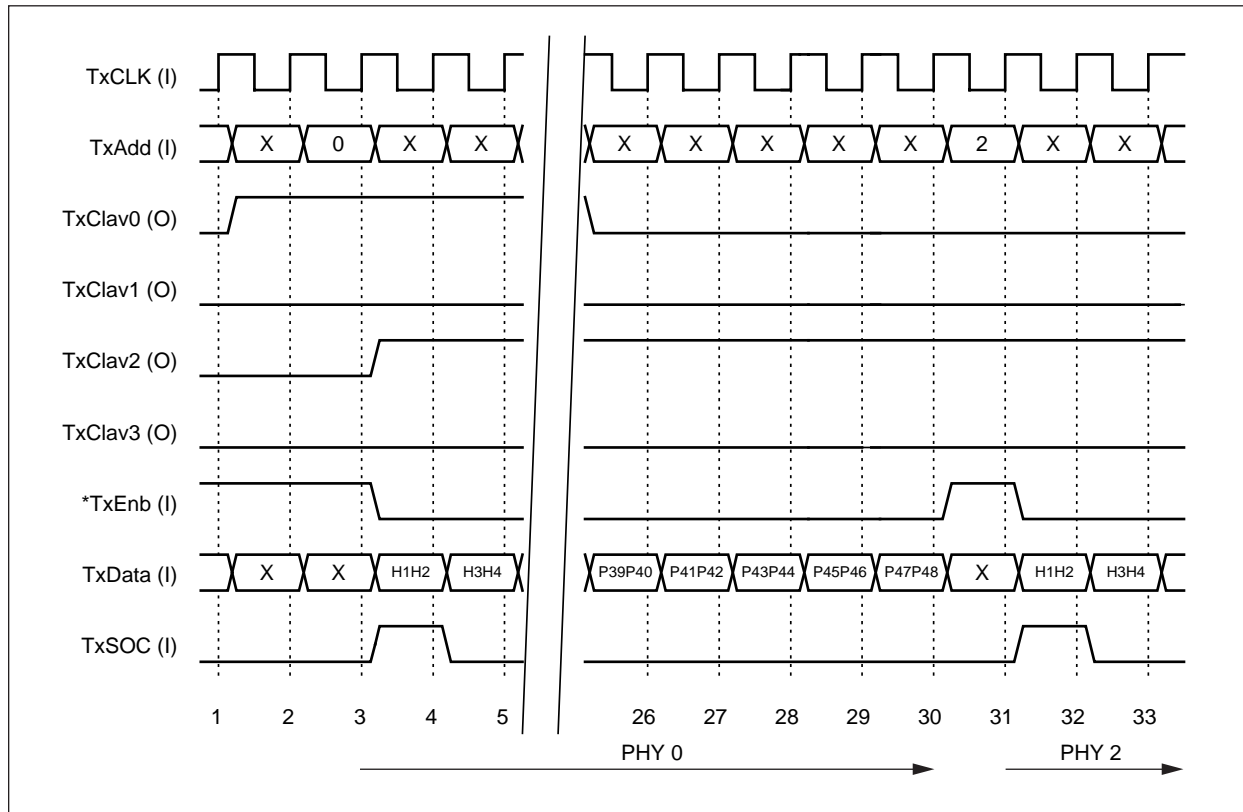 TxCLK (I)
TxAdd (I) X 0 X X X X X X X 2 X X
TxClav0 (O)
TxClav1 (O)
TxClav2 (O)
TxClav3 (O)
*TxEnb (I)
TxData (I) X X H1H2 H3H4 P39P40 P41P42 P43P44 P45P46 P47P48 X H1H2 H3H4
TxSOC (I)
1 2 3 4 5 26 27 28 29 30 31 32 33
PHY 0 PHY 2